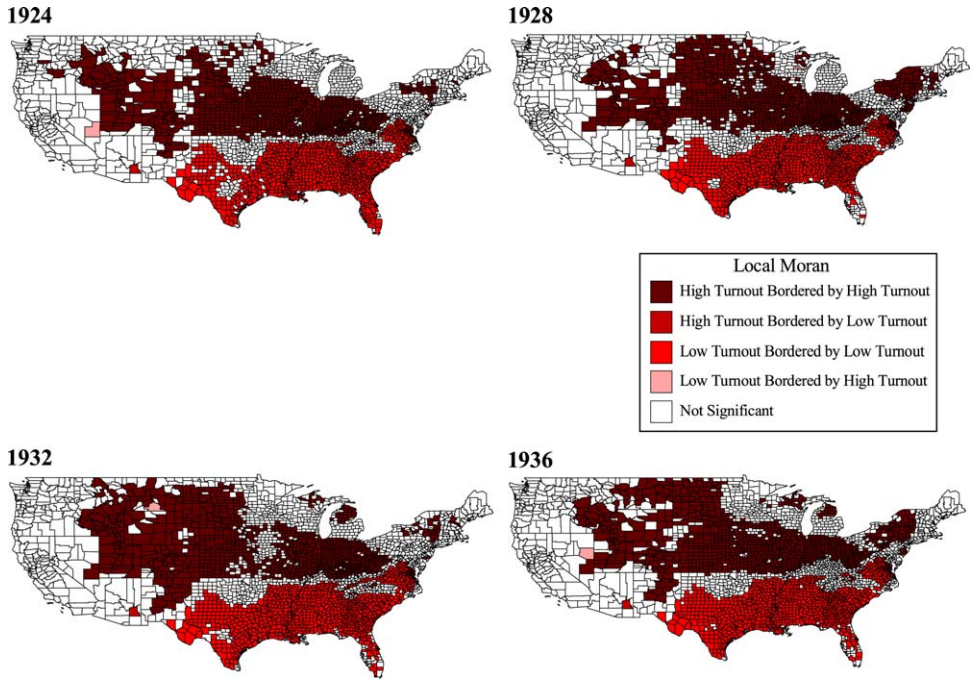 1924
1928
Local Moran
High Turnout Bordered by High Turnout
High Turnout Bordered by Low Turnout
Low Turnout Bordered by Low Turnout
Low Turnout Bordered by High Turnout
Not Significant
1932
1936